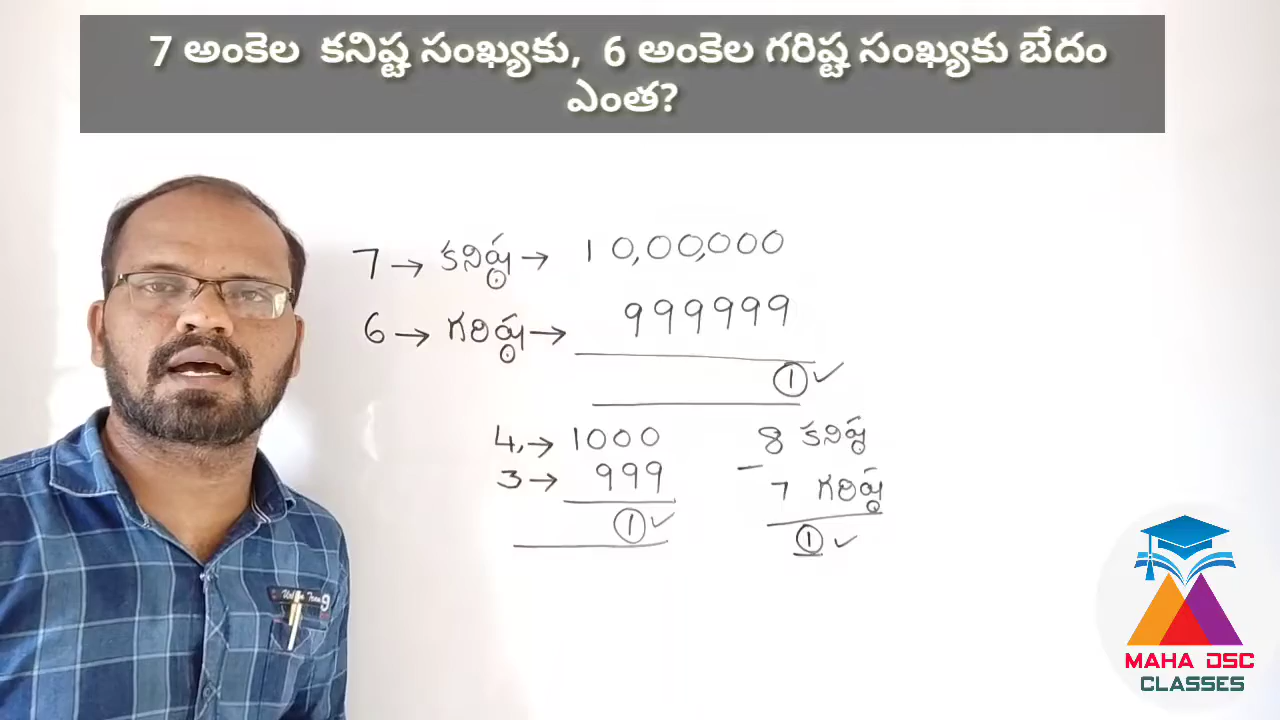 7 అంకెల కనిష్ట సంఖ్యకు, 6 అంకెల గరిష్ట సంఖ్యకు బేదం
ఎంత?
7 → కనిష్ఠ → 10,00,000
6 → గరిష్ఠ → 999999
1 ✓
4, → 1000
3 → 999
1 ✓
8 కనిష్ఠ
- 7 గరిష్ఠ
1 ✓
9
MAHA DSC
CLASSES